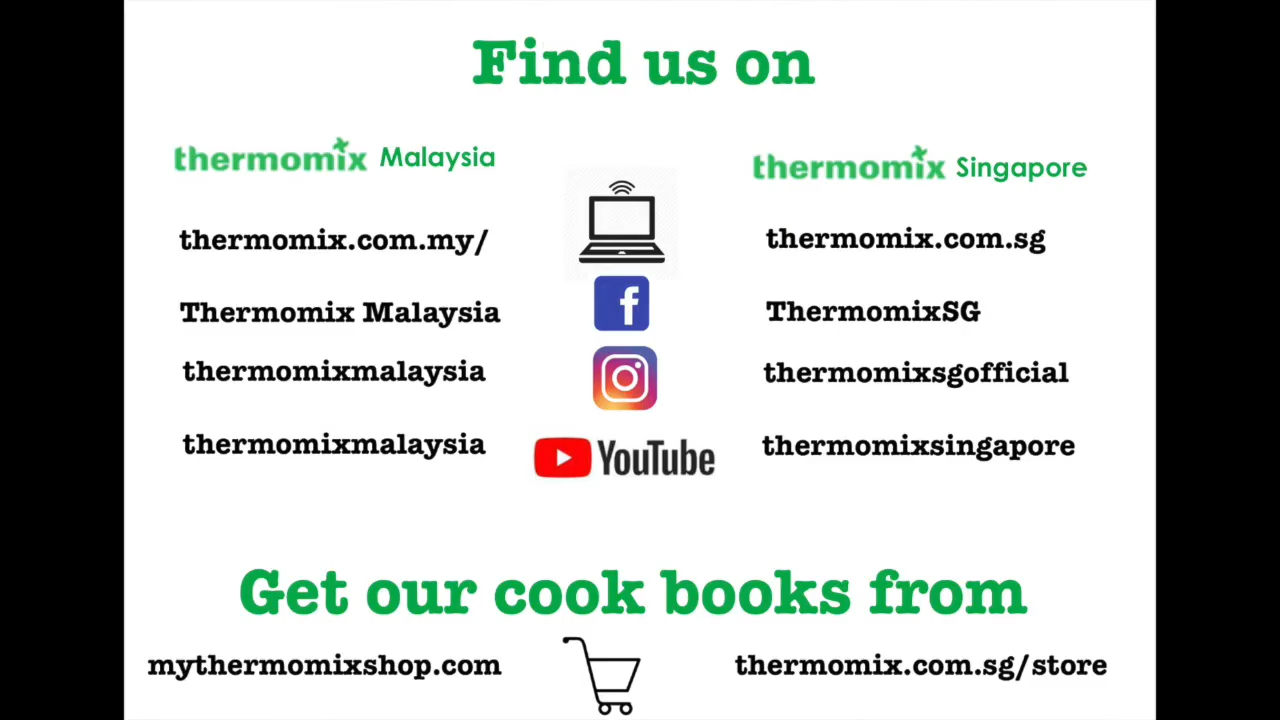 Find us on
thermomix Malaysia
thermomix Singapore
thermomix.com.my/
thermomix.com.sg
Thermomix Malaysia
f
ThermomixSG
thermomixmalaysia
thermomixsgofficial
thermomixmalaysia
YouTube
thermomixsingapore
Get our cook books from
mythermomixshop.com
thermomix.com.sg/store